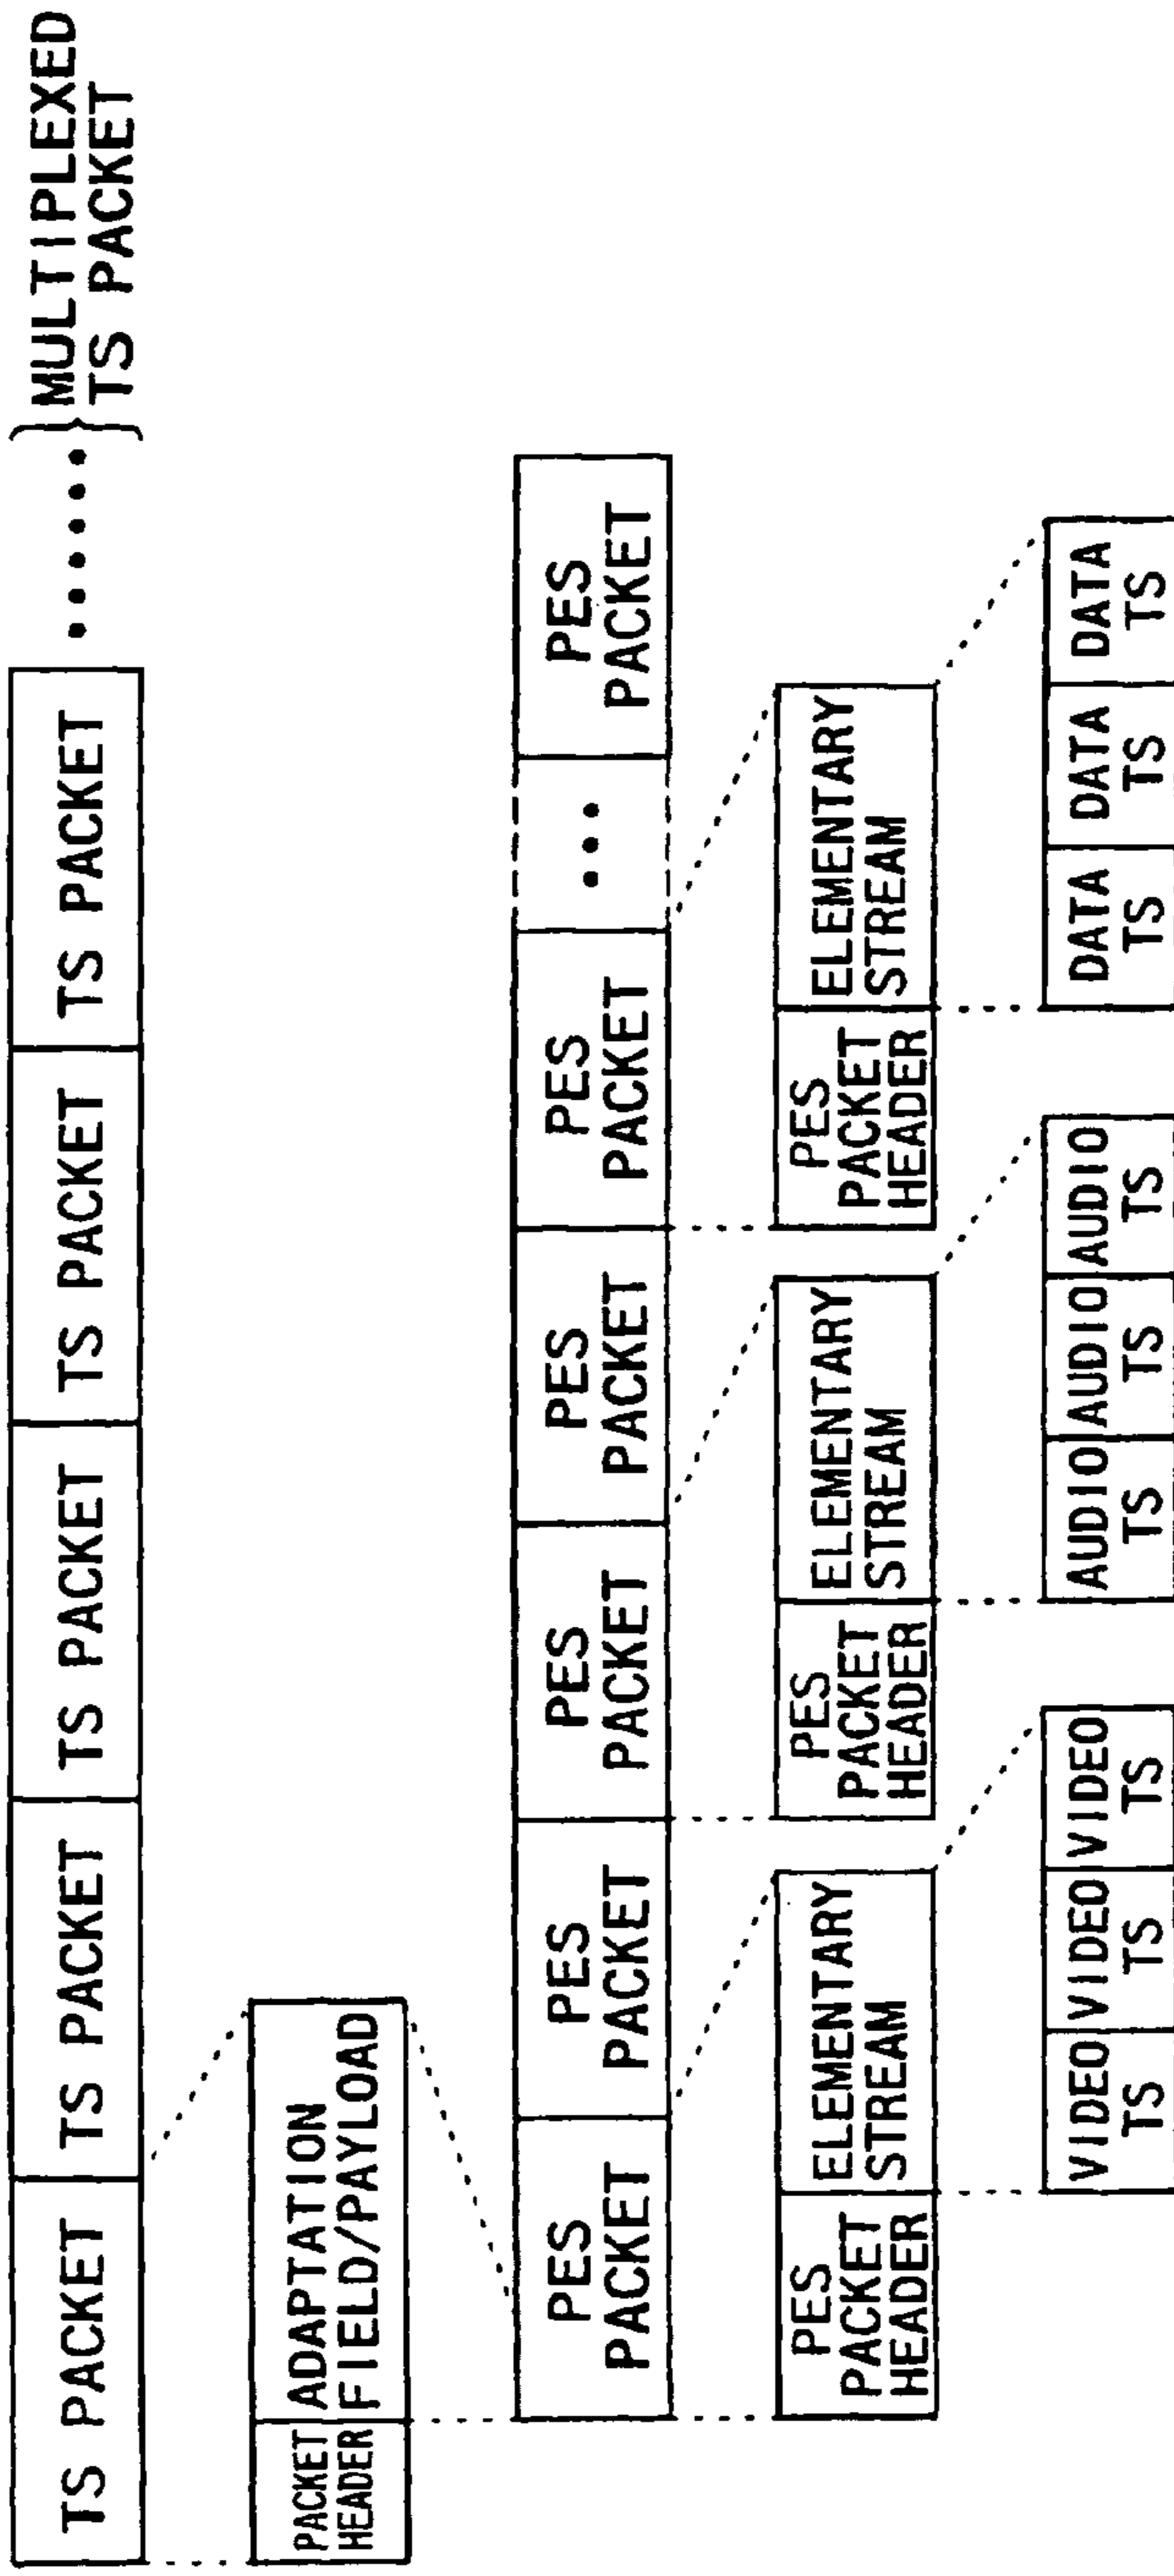 TS PACKET TS PACKET TS PACKET TS PACKET TS PACKET ...... } MULTIPLEXED
TS PACKET
PACKET
HEADER
ADAPTATION
FIELD/PAYLOAD
PES
PACKET
PES
PACKET
PES
PACKET
PES
PACKET
PES
PACKET
...
PES
PACKET
PES
PACKET
HEADER
ELEMENTARY
STREAM
PES
PACKET
HEADER
ELEMENTARY
STREAM
PES
PACKET
HEADER
ELEMENTARY
STREAM
VIDEO
TS
VIDEO
TS
VIDEO
TS
AUDIO
TS
AUDIO
TS
AUDIO
TS
DATA
TS
DATA
TS
DATA
TS